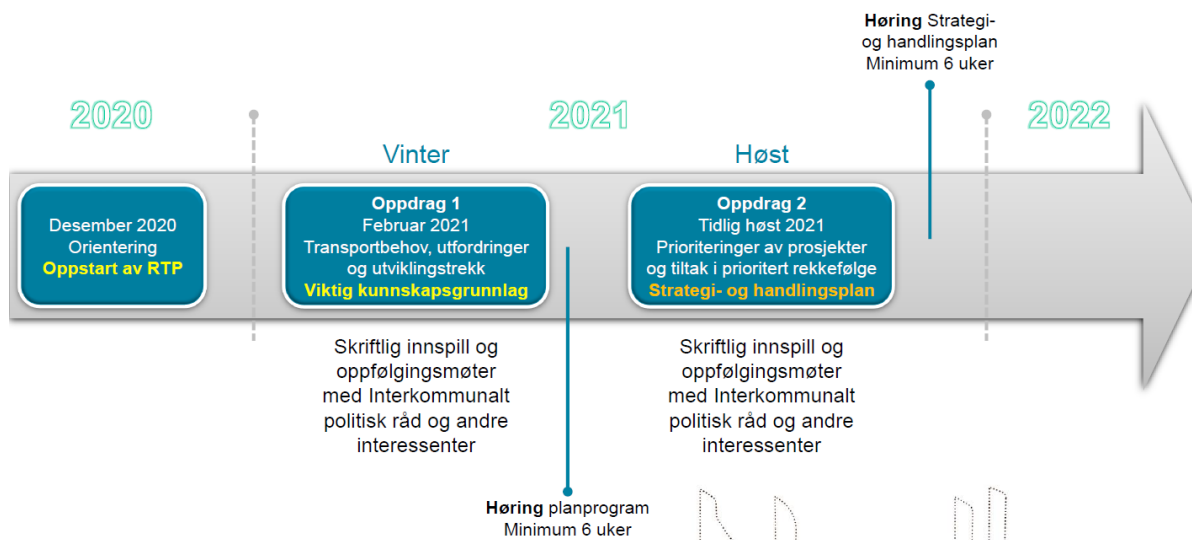 Høring Strategi-
og handlingsplan
Minimum 6 uker
2020
2021
2022
Vinter
Høst
Desember 2020
Orientering
Oppstart av RTP
Oppdrag 1
Februar 2021
Transportbehov, utfordringer
og utviklingstrekk
Viktig kunnskapsgrunnlag
Oppdrag 2
Tidlig høst 2021
Prioriteringer av prosjekter
og tiltak i prioritert rekkefølge
Strategi- og handlingsplan
Skriftlig innspill og
oppfølgingsmøter
med Interkommunalt
politisk råd og andre
interessenter
Skriftlig innspill og
oppfølgingsmøter
med Interkommunalt
politisk råd og andre
interessenter
Høring planprogram
Minimum 6 uker